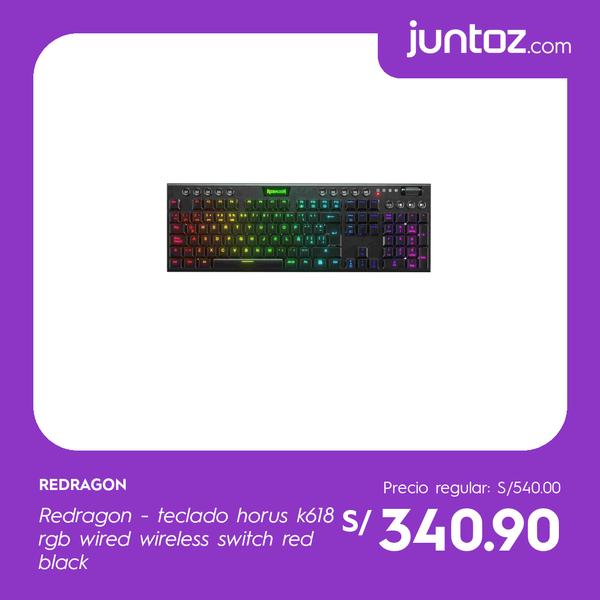 juntoz.com
REDRAGON
REDRAGON
Redragon - teclado horus k618
rgb wired wireless switch red
black
Precio regular: S/540.00
S/ 340.90